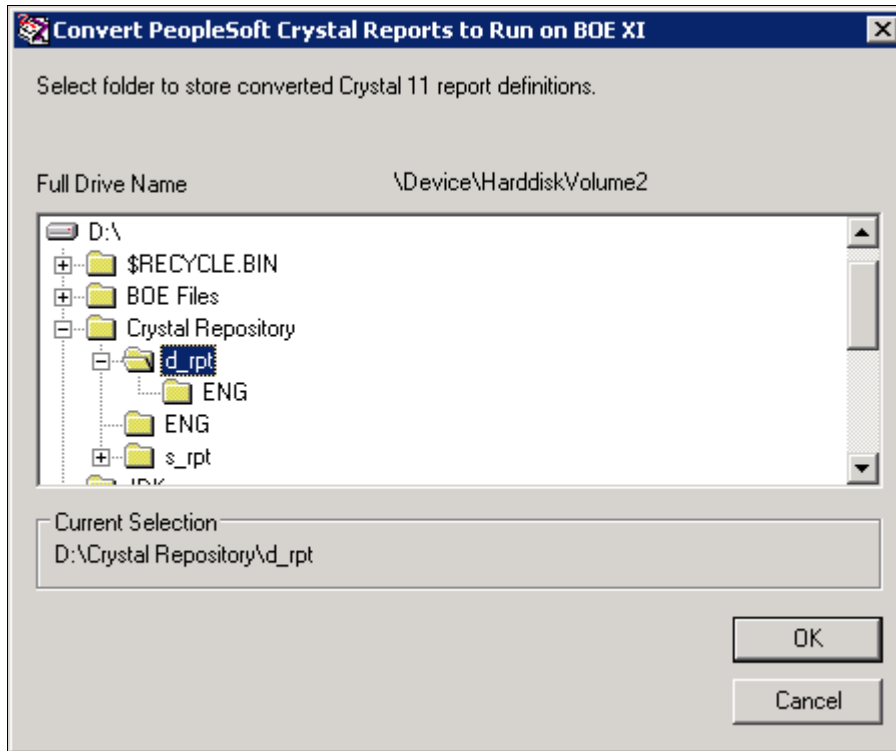 Convert PeopleSoft Crystal Reports to Run on BOE XI
Select folder to store converted Crystal 11 report definitions.
Full Drive Name \Device\HarddiskVolume2
D:\
$RECYCLE.BIN
BOE Files
Crystal Repository
d_rpt
ENG
ENG
s_rpt
Current Selection
D:\Crystal Repository\d_rpt
OK
Cancel